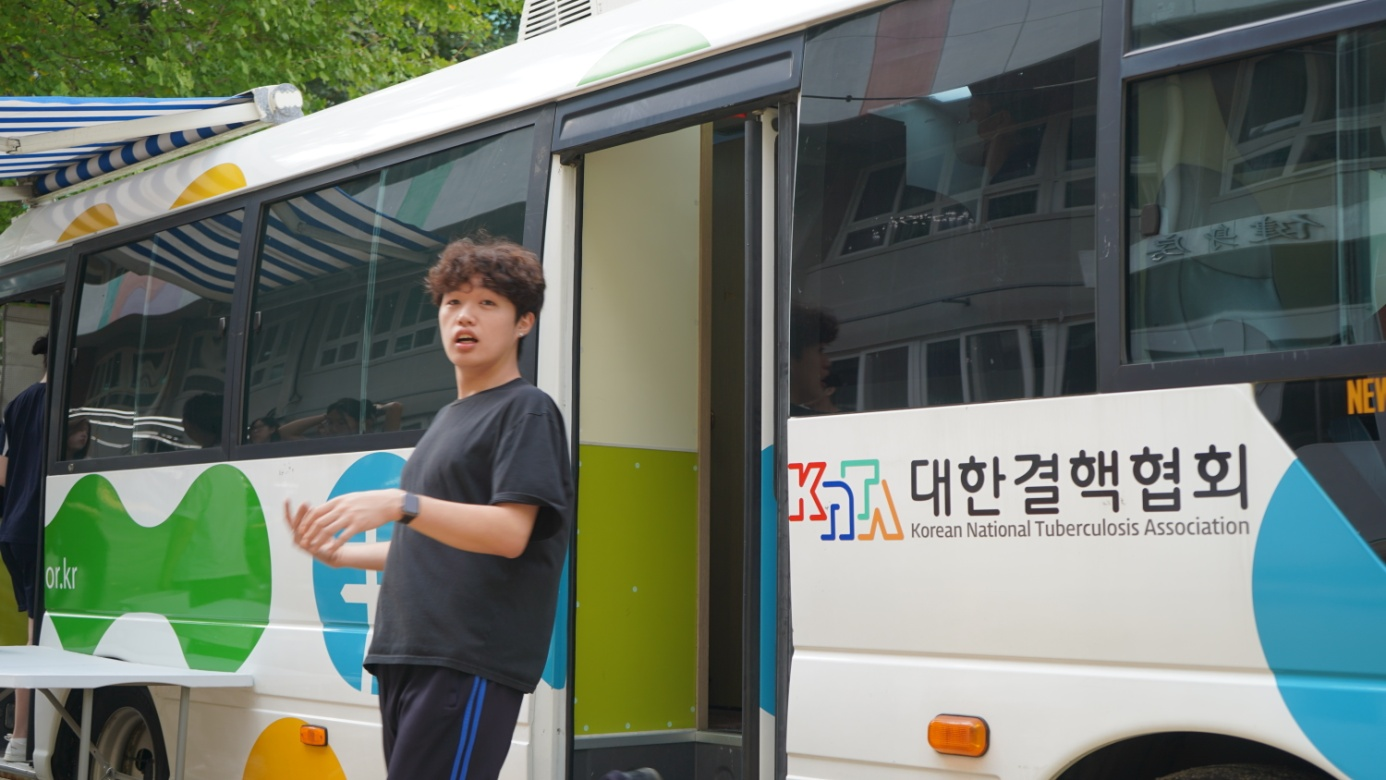 NEW
KNTA 대한결핵협회
Korean National Tuberculosis Association
or.kr